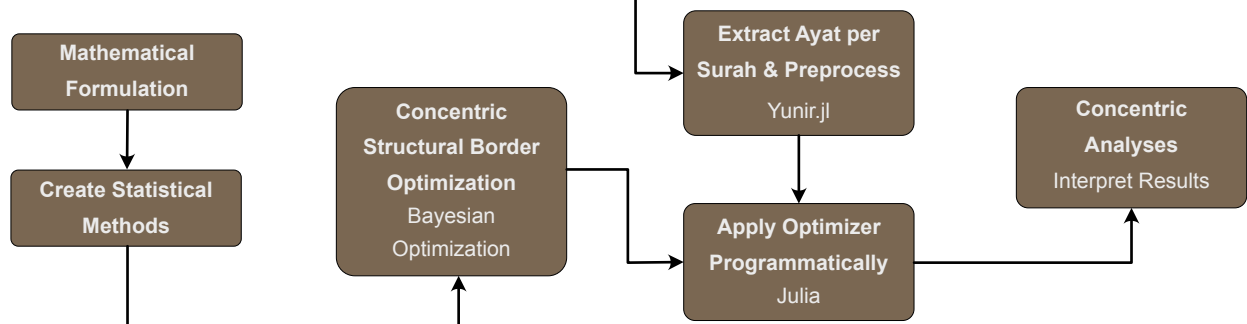 Mathematical
Formulation
Create Statistical
Methods
Concentric
Structural Border
Optimization
Bayesian
Optimization
Extract Ayat per
Surah & Preprocess
Yunir.jl
Apply Optimizer
Programmatically
Julia
Concentric
Analyses
Interpret Results